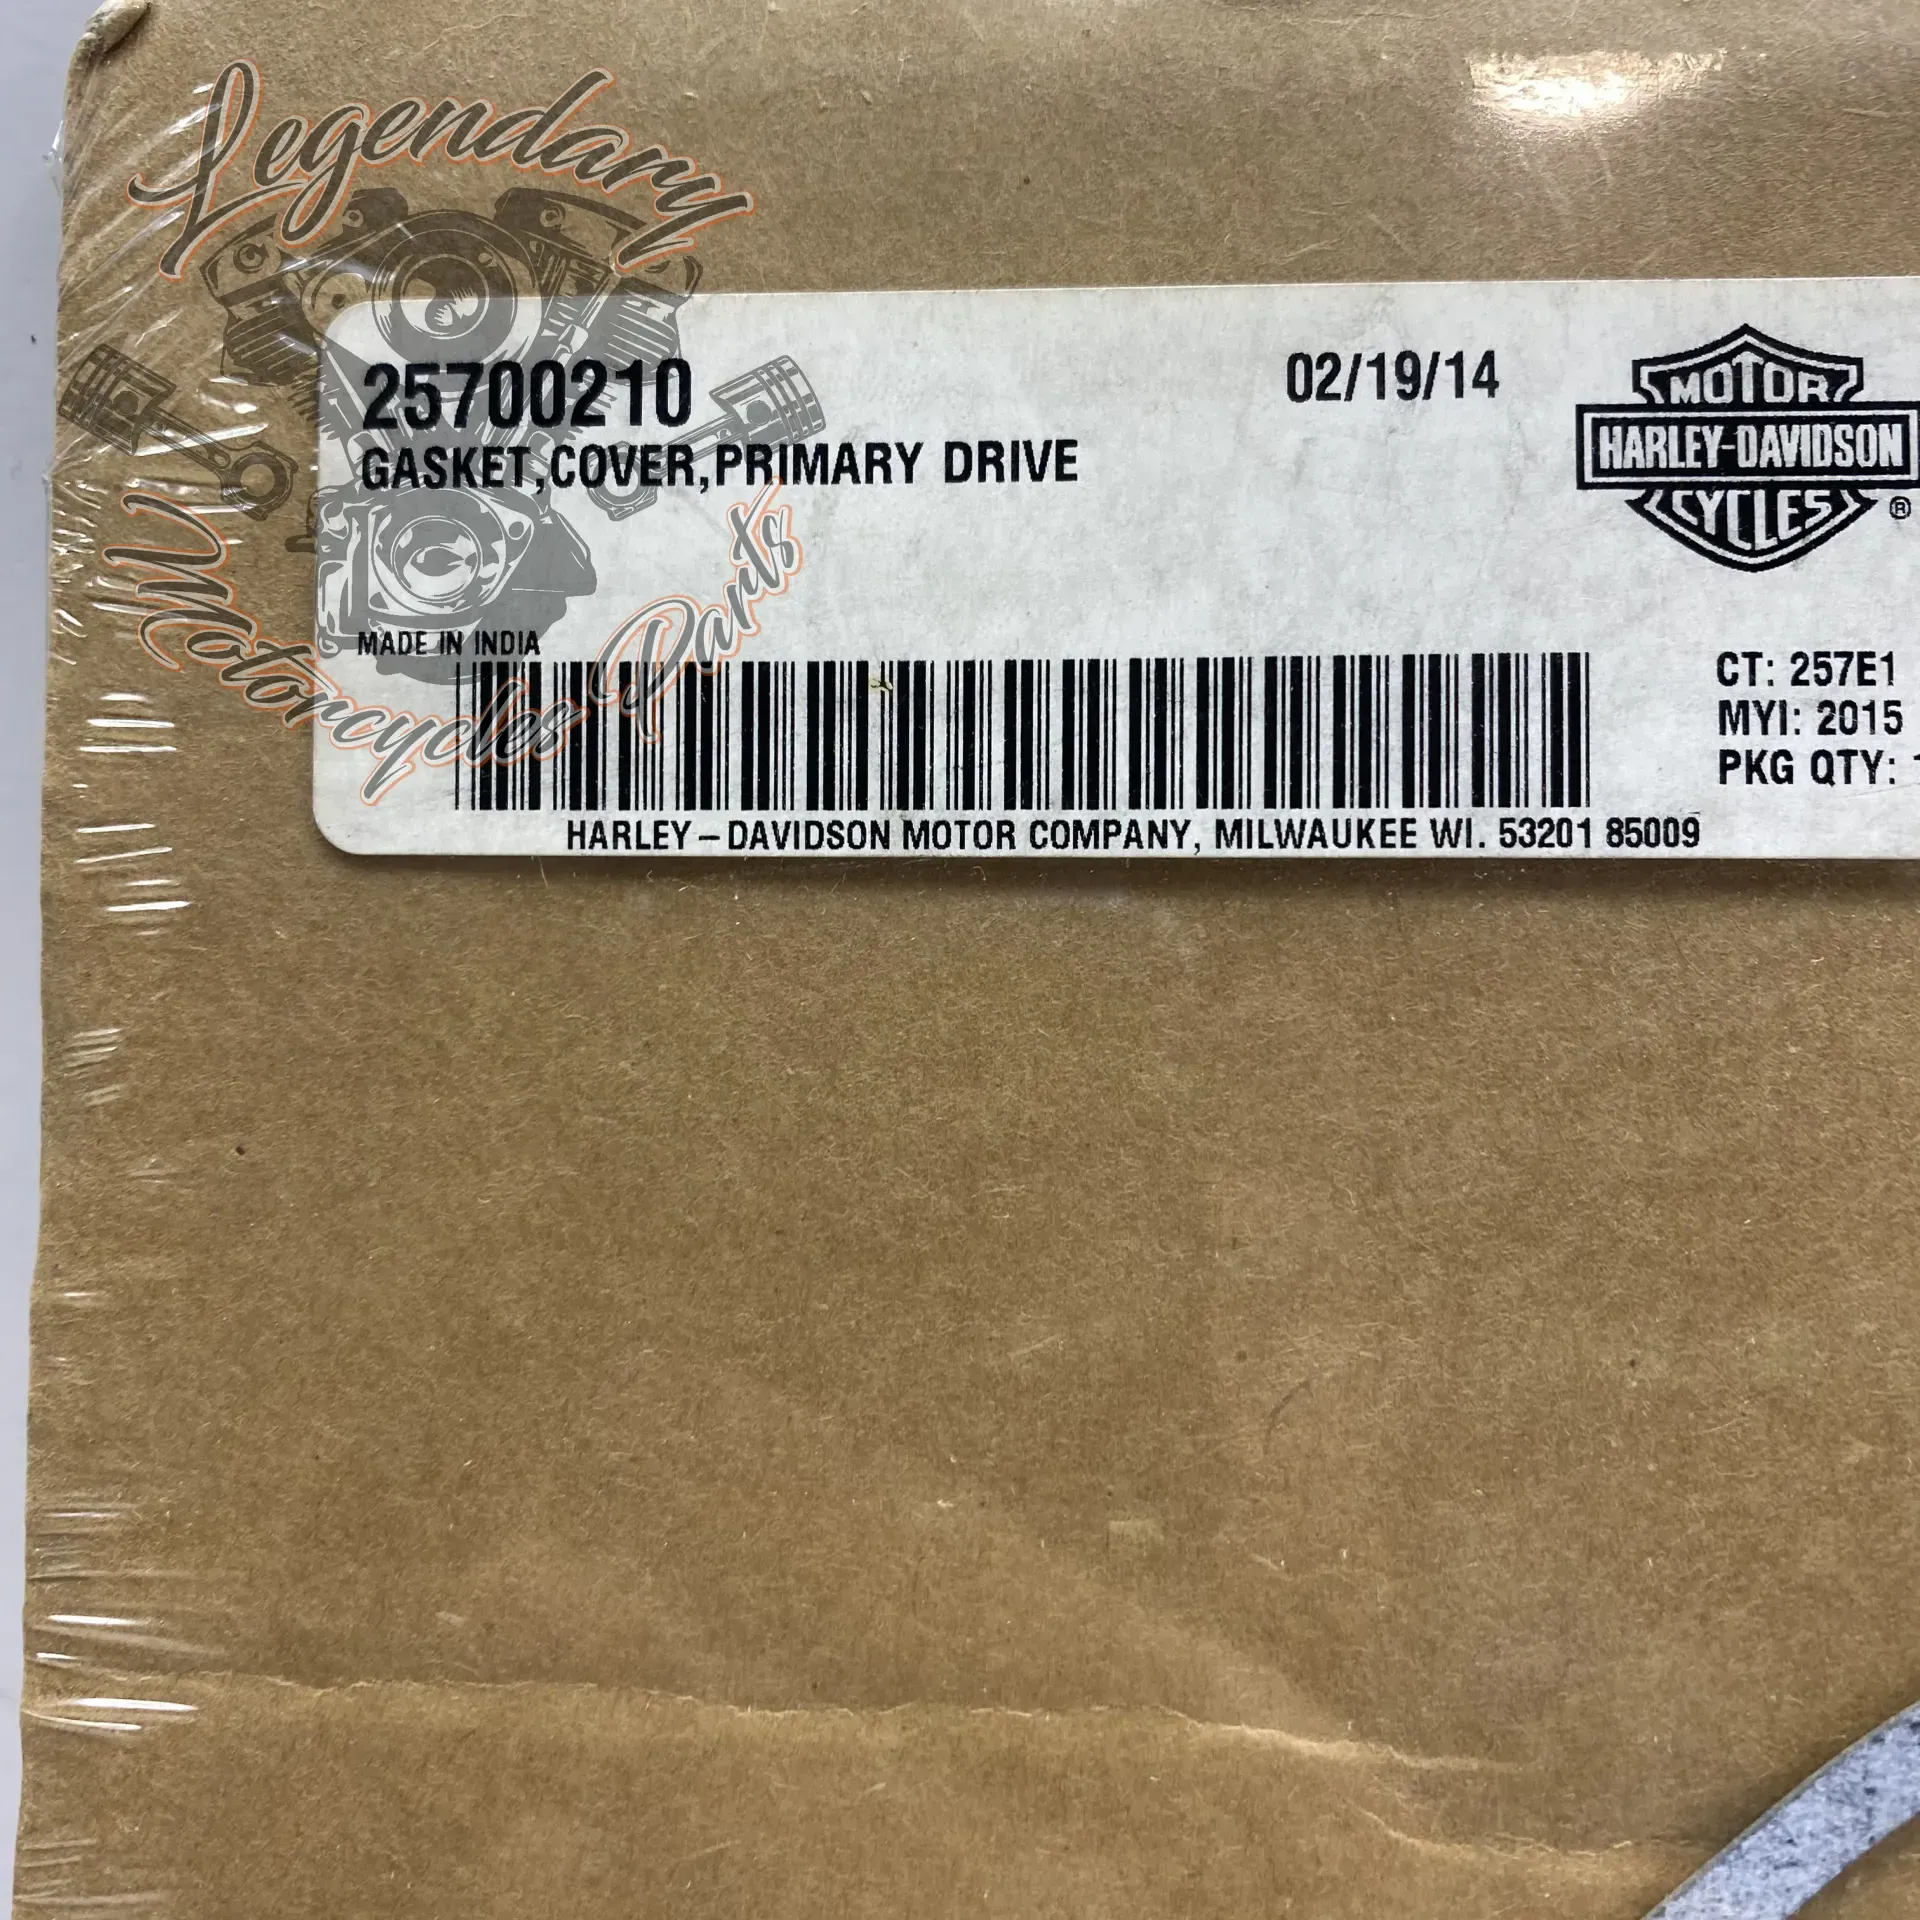 Legendary
25700210
02/19/14
GASKET,COVER,PRIMARY DRIVE
MOTOR
HARLEY-DAVIDSON
CYCLES
®
Motorcycles Parts
MADE IN INDIA
CT: 257E1
MYI: 2015
PKG QTY:
HARLEY-DAVIDSON MOTOR COMPANY, MILWAUKEE WI. 53201 85009